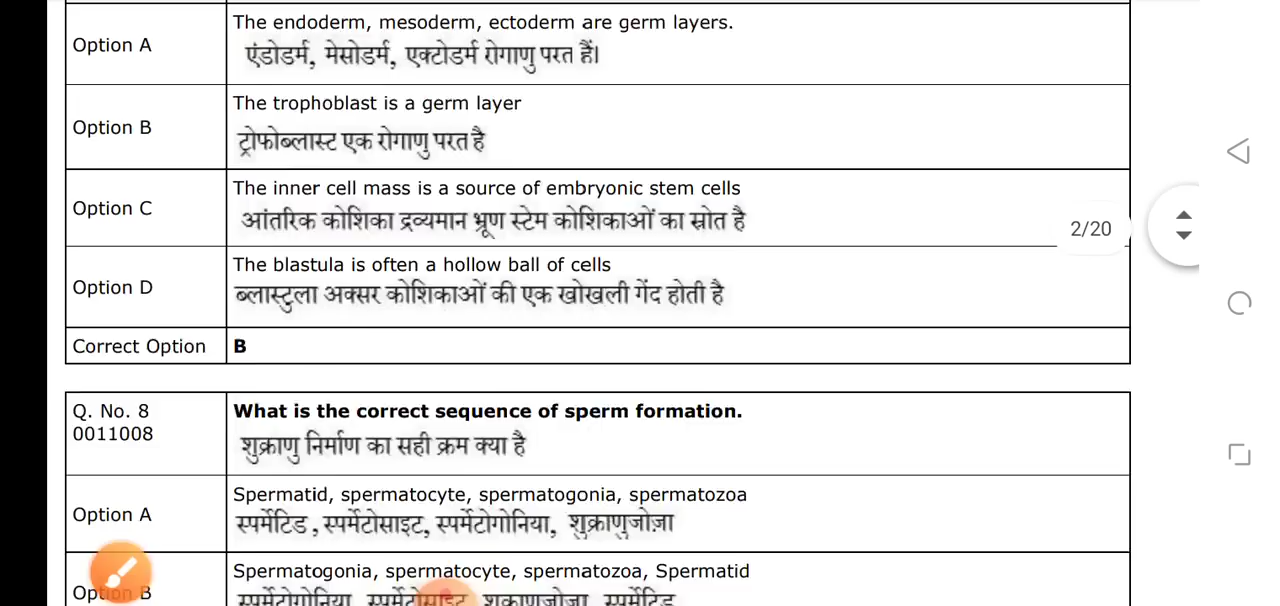 Option A
The endoderm, mesoderm, ectoderm are germ layers.
एंडोडर्म, मेसोडर्म, एक्टोडर्म रोगाणु परत हैं।
Option B
The trophoblast is a germ layer
ट्रोफोब्लास्ट एक रोगाणु परत है
Option C
The inner cell mass is a source of embryonic stem cells
आंतरिक कोशिका द्रव्यमान भ्रूण स्टेम कोशिकाओं का स्रोत है
2/20
Option D
The blastula is often a hollow ball of cells
ब्लास्टुला अक्सर कोशिकाओं की एक खोखली गेंद होती है
Correct Option
B
Q. No. 8
0011008
What is the correct sequence of sperm formation.
शुक्राणु निर्माण का सही क्रम क्या है
Option A
Spermatid, spermatocyte, spermatogonia, spermatozoa
स्पर्मेटिड, स्पर्मेटोसाइट, स्पर्मेटोगोनिया, शुक्राणुजोज़ा
Option B
Spermatogonia, spermatocyte, spermatozoa, Spermatid
स्पर्मेटोगोनिया, स्पर्मेटोसाइट, शुक्राणुजोज़ा, स्पर्मेटिड